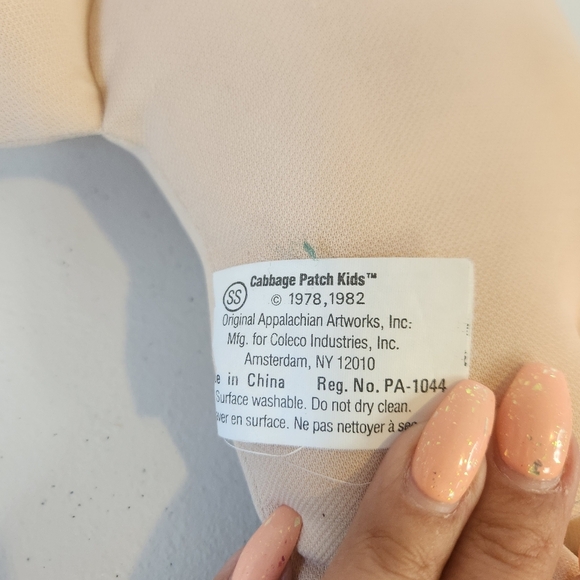 Cabbage Patch Kids™
SS © 1978,1982
Original Appalachian Artworks, Inc.
Mfg. for Coleco Industries, Inc.
Amsterdam, NY 12010
in China Reg. No. PA-1044
Surface washable. Do not dry clean.
en surface. Ne pas nettoyer à